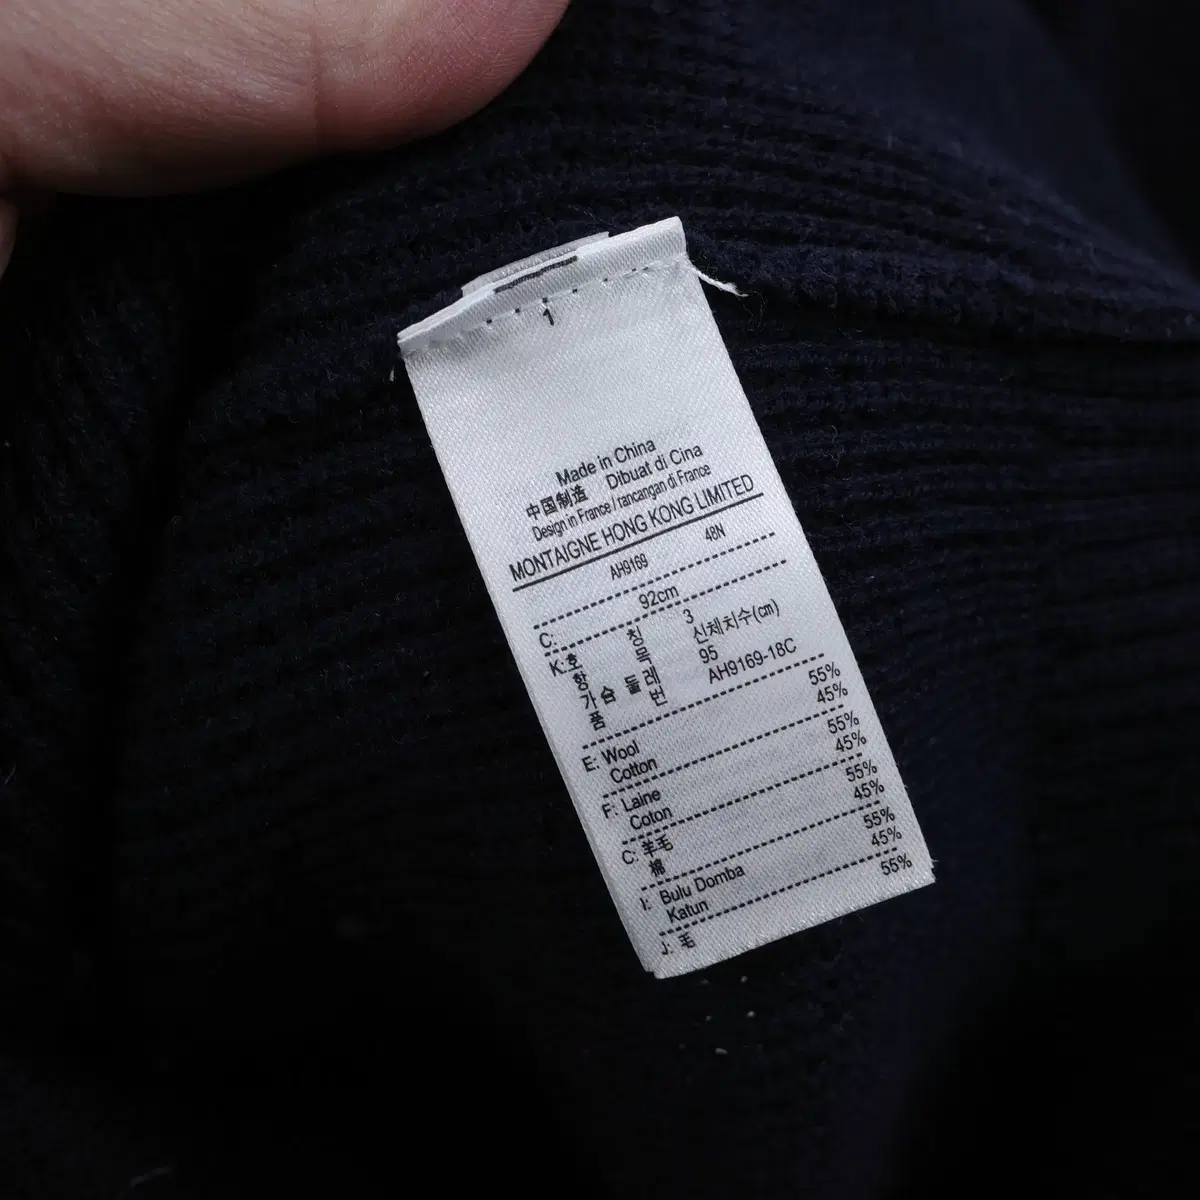 1
Made in China
中国制造 Dibuat di Cina
Design in France / rancangan di France
MONTAIGNE HONG KONG LIMITED
AH9169 48N
C: 92cm
K: 호칭 3
항목 신체치수(㎝)
가슴둘레 95
품번 AH9169-18C
E: Wool 55%
Cotton 45%
F: Laine 55%
Coton 45%
C: 羊毛 55%
棉 45%
I: Bulu Domba 55%
Katun 45%
J: 毛 55%